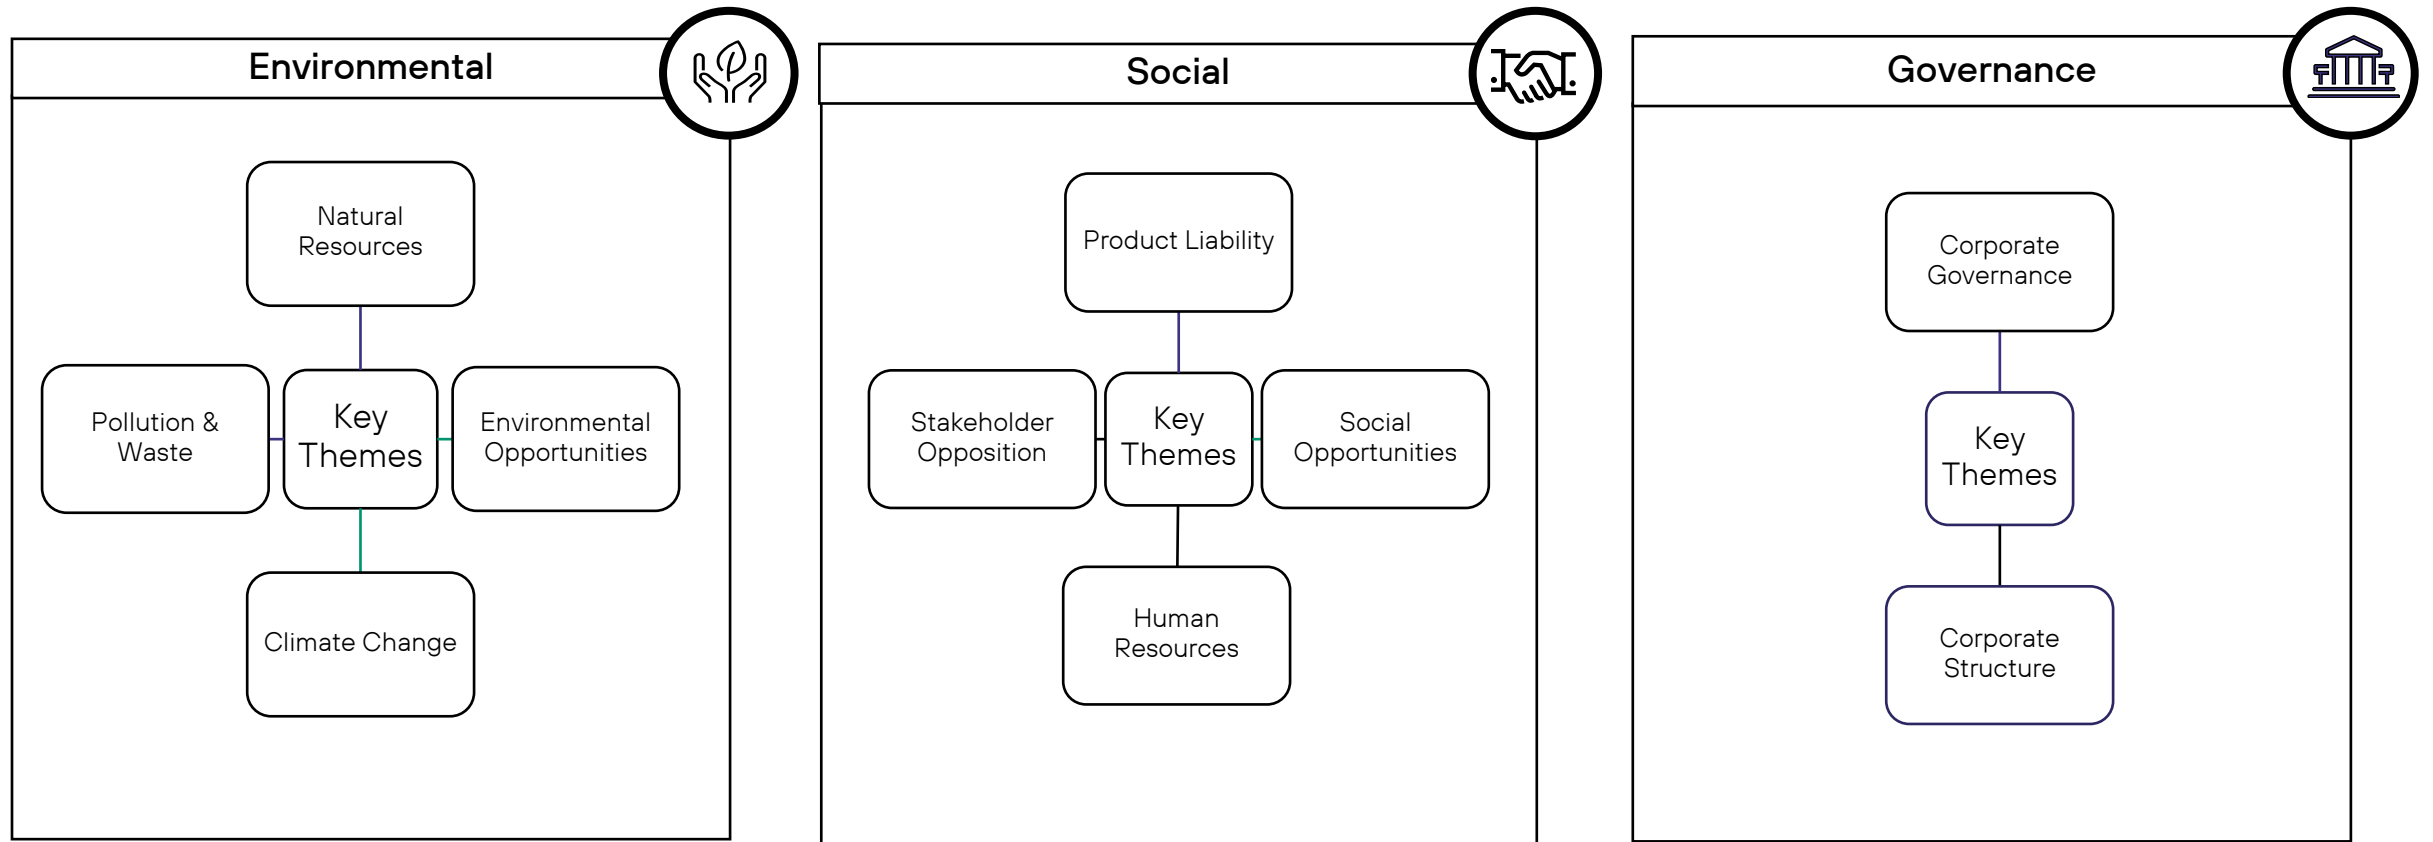 Environmental
Natural
Resources
Pollution &
Waste
Key
Themes
Environmental
Opportunities
Climate Change
Social
Product Liability
Stakeholder
Opposition
Key
Themes
Social
Opportunities
Human
Resources
Governance
Corporate
Governance
Key
Themes
Corporate
Structure